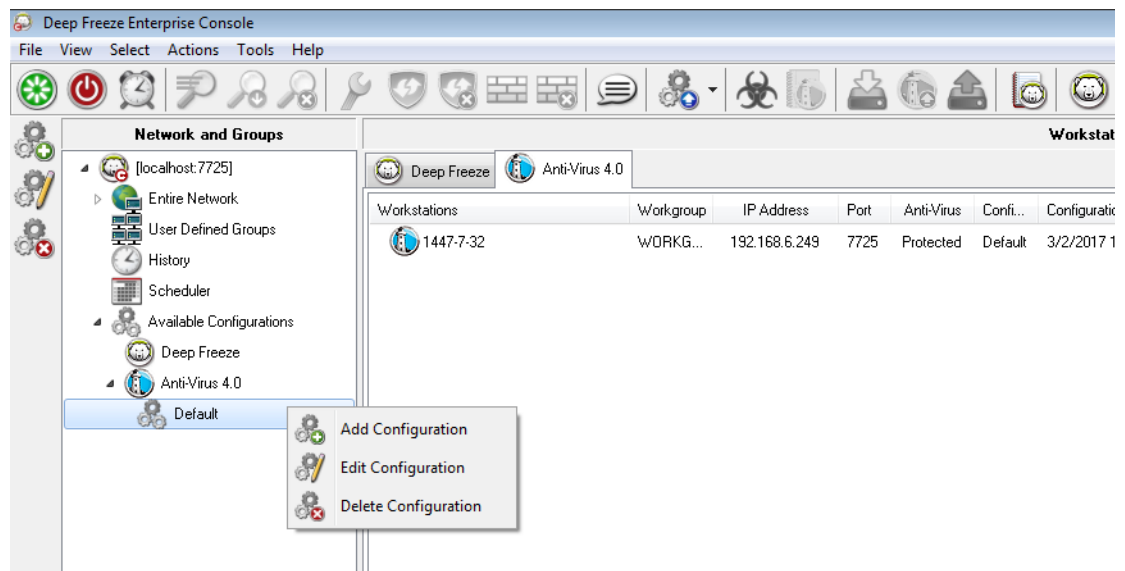 Deep Freeze Enterprise Console
File View Select Actions Tools Help
Network and Groups
Workstat
[localhost:7725]
Entire Network
User Defined Groups
History
Scheduler
Available Configurations
Deep Freeze
Anti-Virus 4.0
Default
Deep Freeze Anti-Virus 4.0
Workstations Workgroup IP Address Port Anti-Virus Confi... Configuratio
1447-7-32 WORKG... 192.168.6.249 7725 Protected Default 3/2/2017 1
Add Configuration
Edit Configuration
Delete Configuration